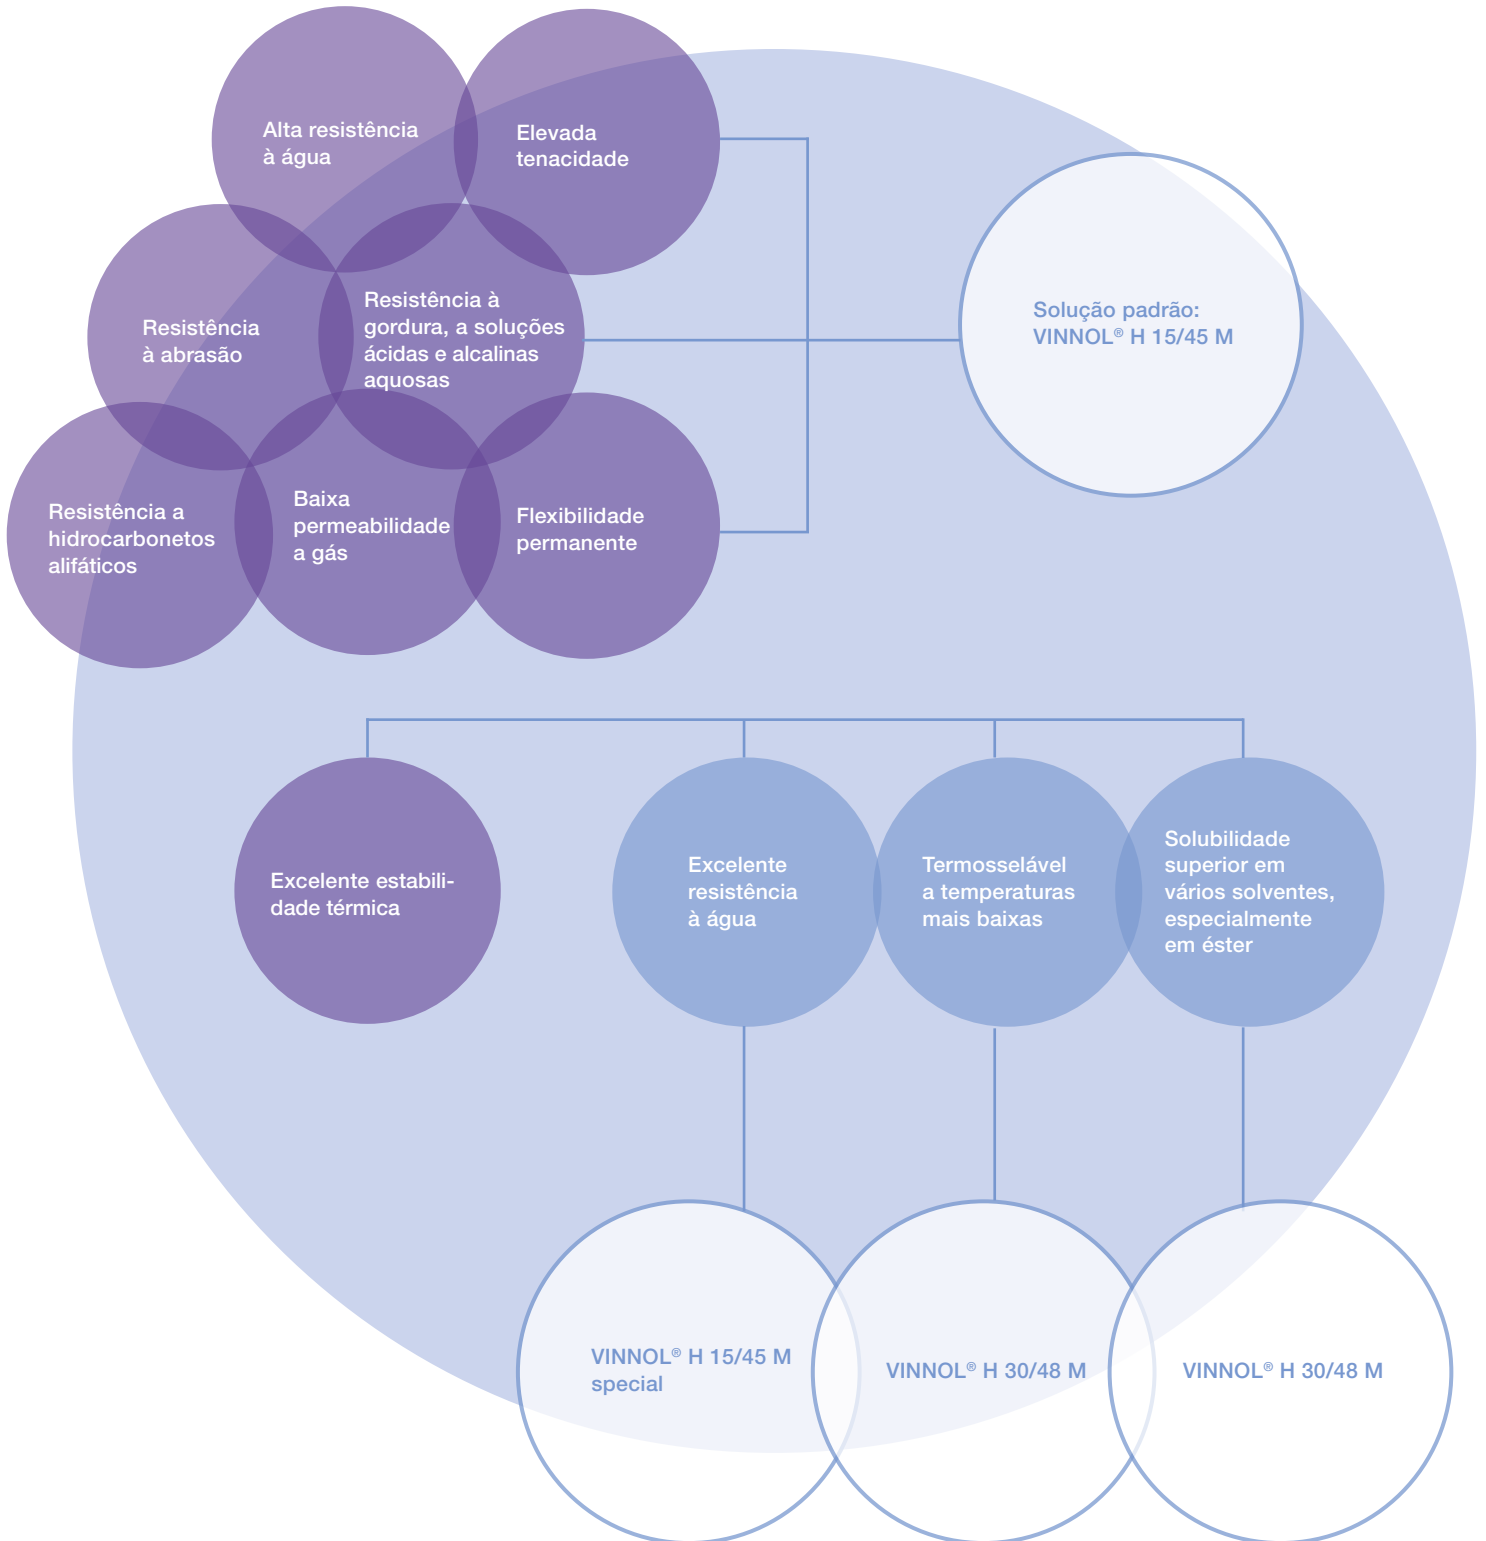 Alta resistência
à água
Elevada
tenacidade
Resistência
à abrasão
Resistência à
gordura, a soluções
ácidas e alcalinas
aquosas
Solução padrão:
VINNOL® H 15/45 M
Resistência a
hidrocarbonetos
alifáticos
Baixa
permeabilidade
a gás
Flexibilidade
permanente
Excelente estabili-
dade térmica
Excelente
resistência
à água
Termosselável
a temperaturas
mais baixas
Solubilidade
superior em
vários solventes,
especialmente
em éster
VINNOL® H 15/45 M
special
VINNOL® H 30/48 M
VINNOL® H 30/48 M